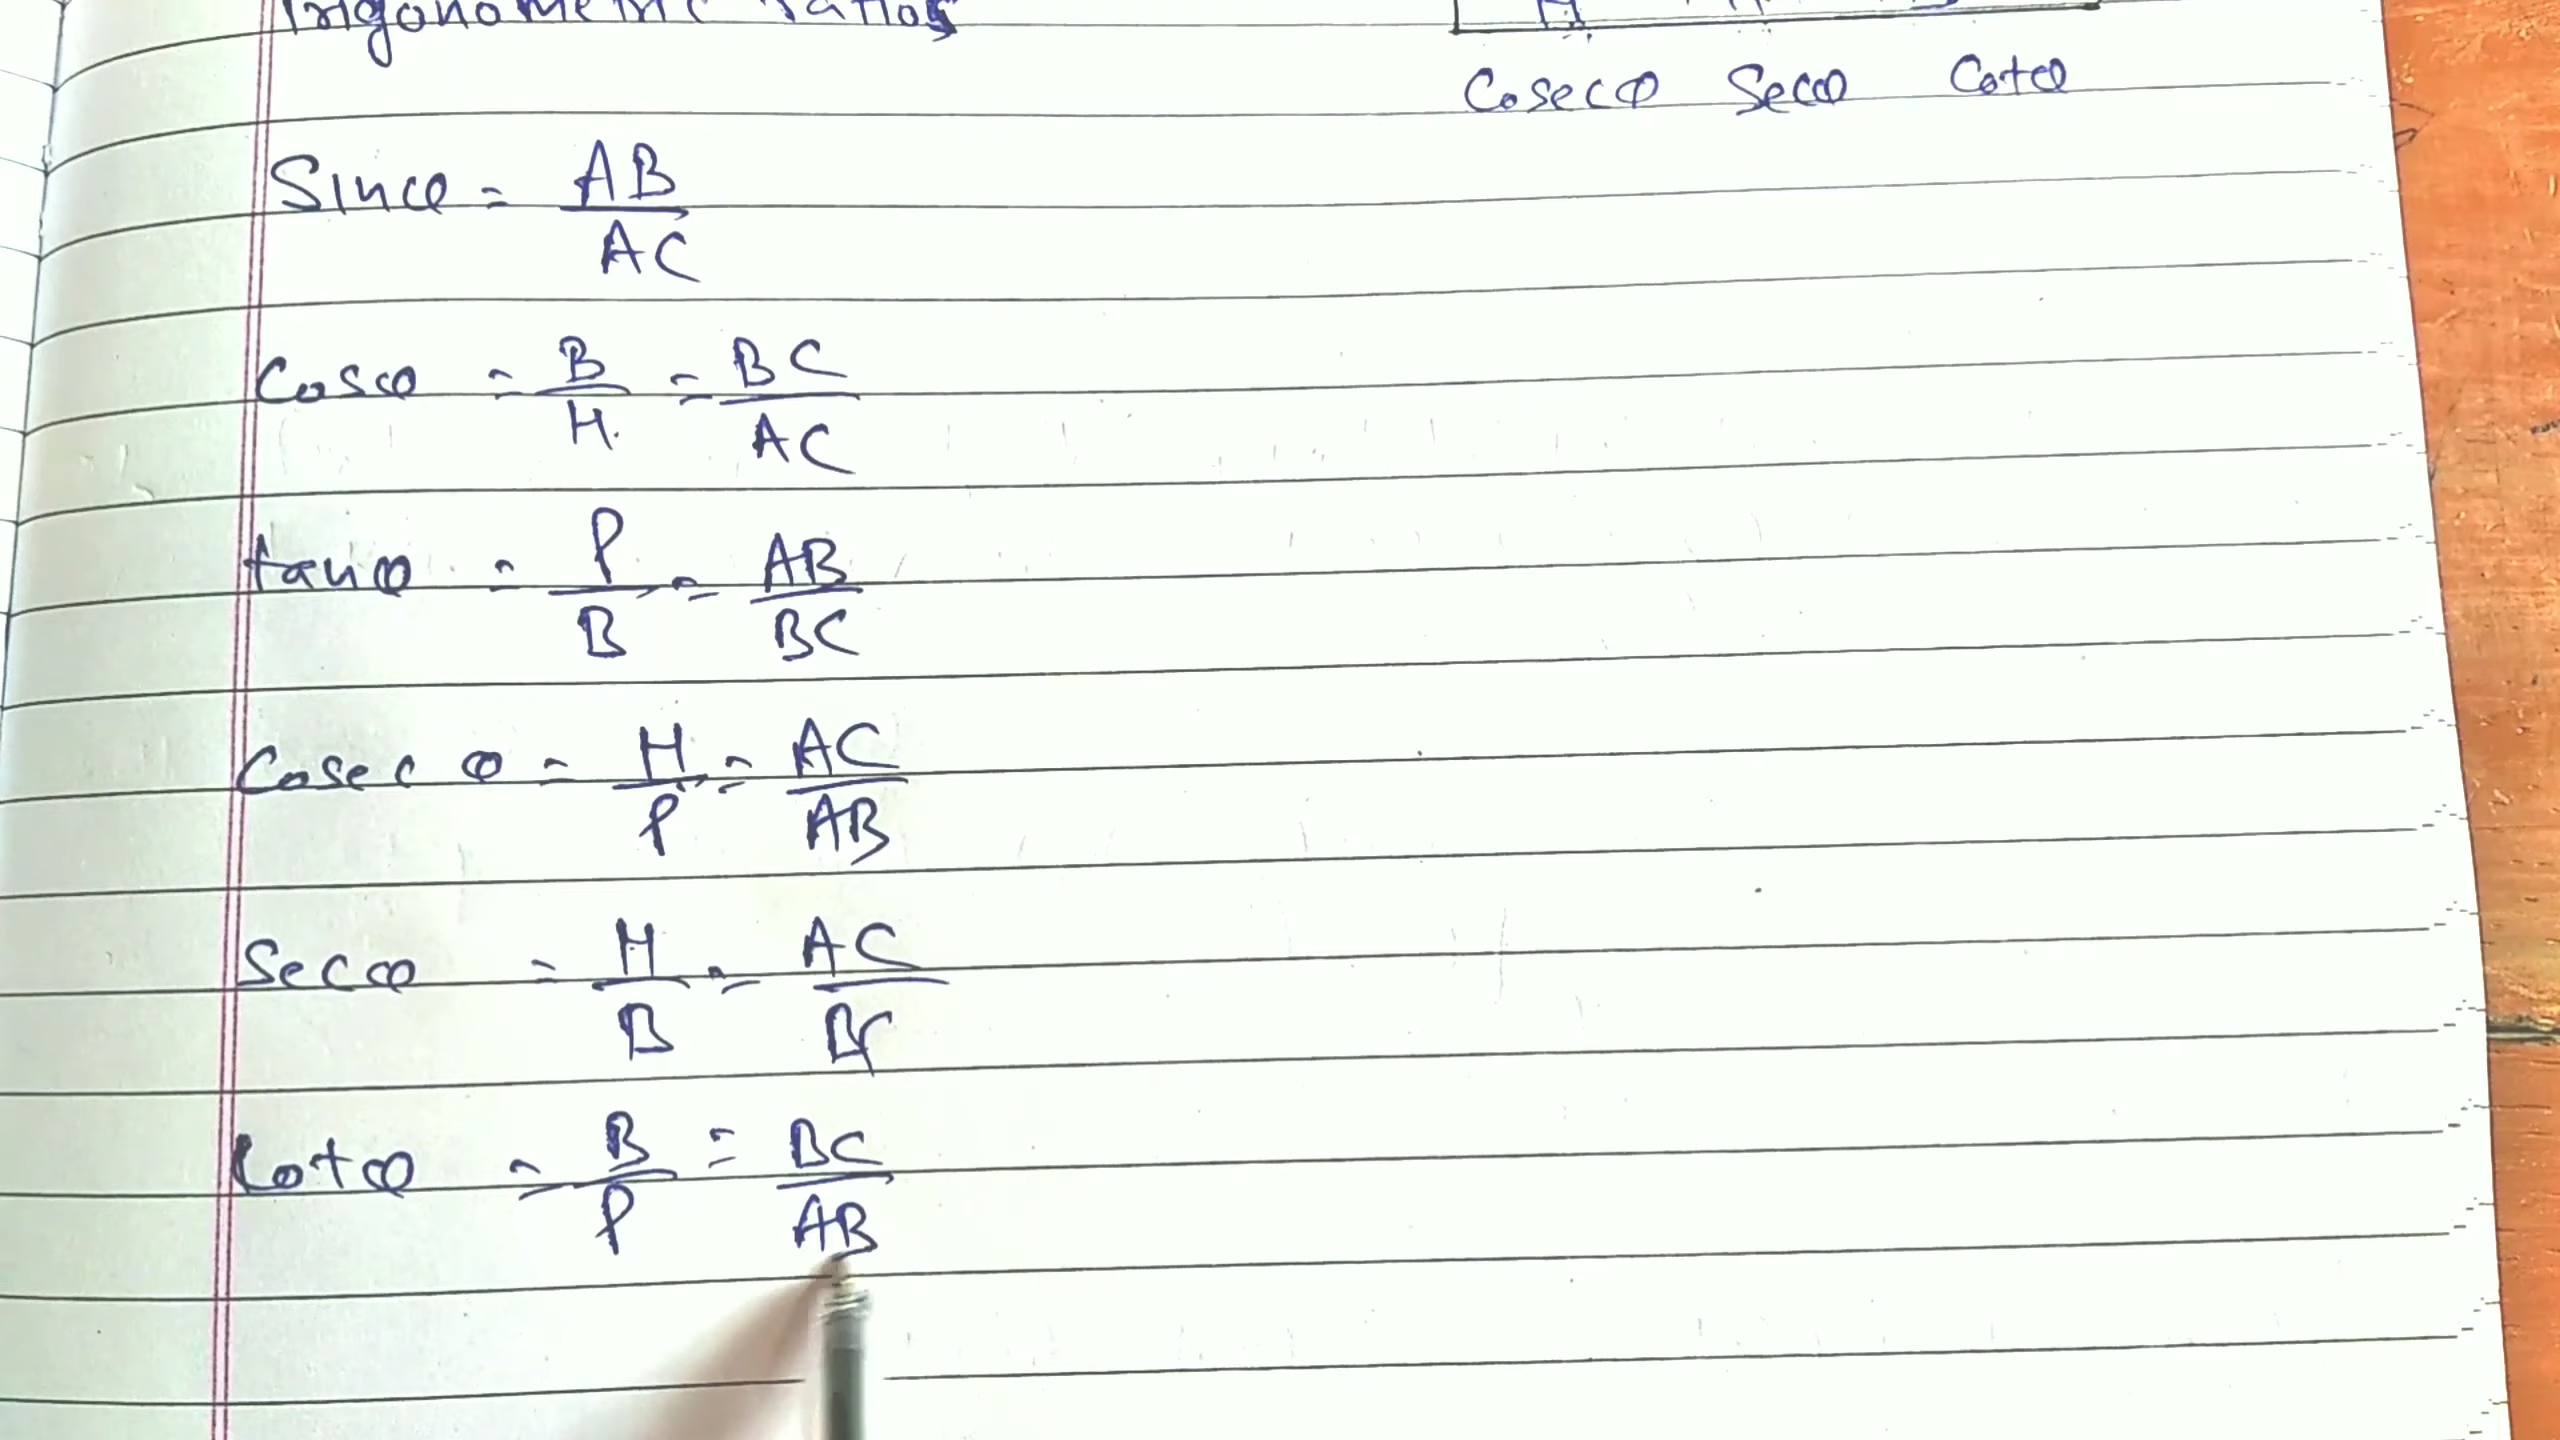 Trigonometric ratios
Cosecθ Secθ Cotθ
Sinθ = AB/AC
Cosθ = B/H = BC/AC
tanθ = P/B = AB/BC
Cosec θ = H/P = AC/AB
Secθ = H/B = AC/BC
Cotθ = B/P = BC/AB